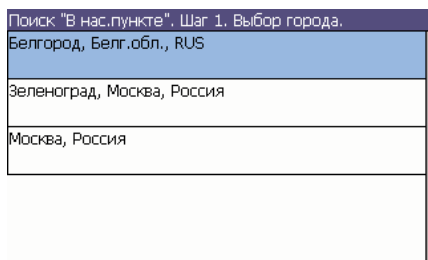 Поиск "В нас.пункте". Шаг 1. Выбор города.
Белгород, Белг.обл., RUS
Зеленоград, Москва, Россия
Москва, Россия